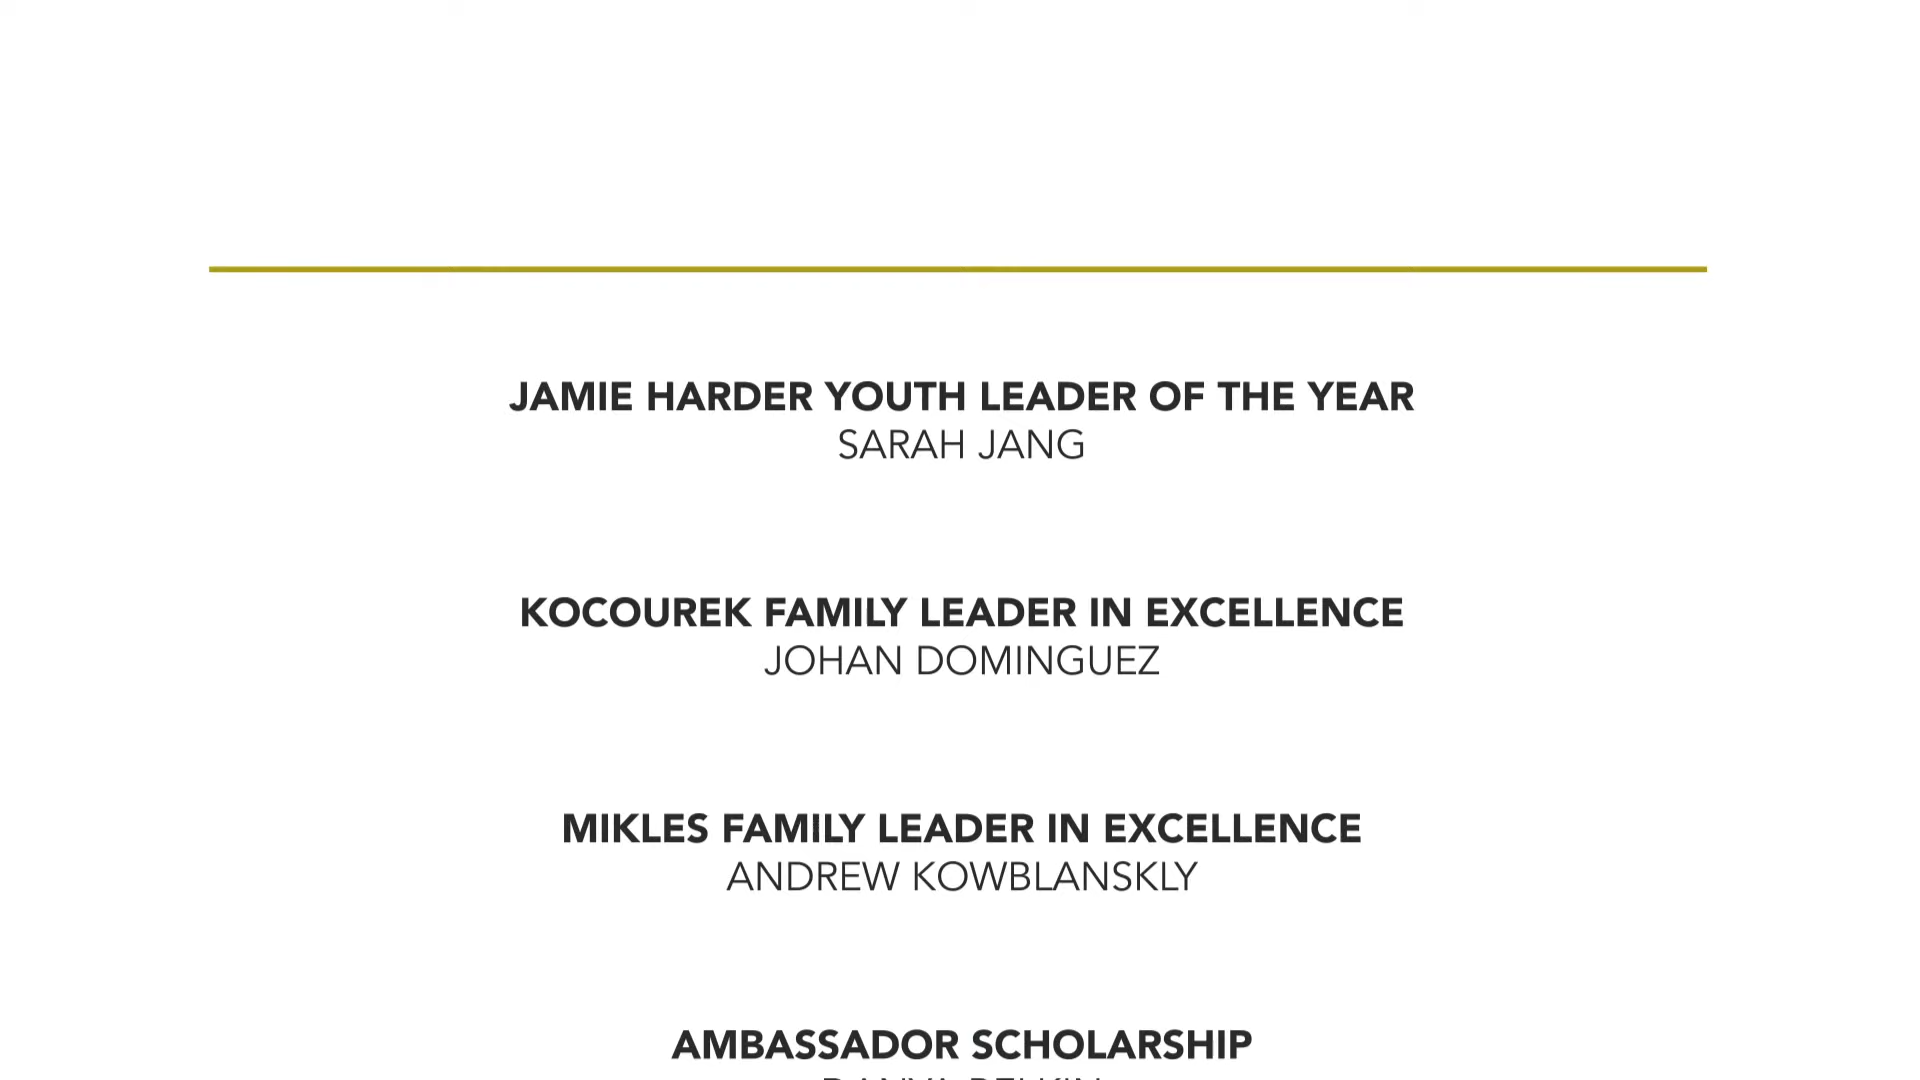 JAMIE HARDER YOUTH LEADER OF THE YEAR
SARAH JANG
KOCOUREK FAMILY LEADER IN EXCELLENCE
JOHAN DOMINGUEZ
MIKLES FAMILY LEADER IN EXCELLENCE
ANDREW KOWBLANSKLY
AMBASSADOR SCHOLARSHIP